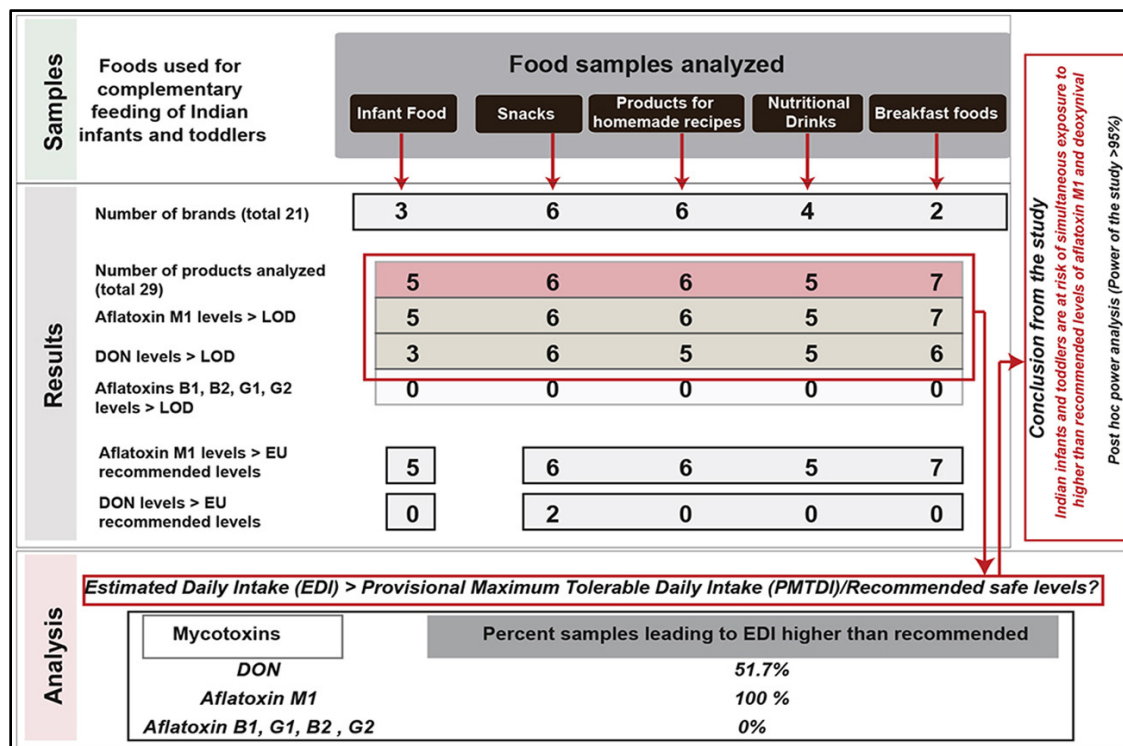 Samples
Foods used for
complementary
feeding of Indian
infants and toddlers
Food samples analyzed
Infant Food
Snacks
Products for
homemade recipes
Nutritional
Drinks
Breakfast foods
Results
Number of brands (total 21)
3 6 6 4 2
Number of products analyzed
(total 29)
5 6 6 5 7
Aflatoxin M1 levels > LOD
5 6 6 5 7
DON levels > LOD
3 6 5 5 6
Aflatoxins B1, B2, G1, G2
levels > LOD
0 0 0 0 0
Aflatoxin M1 levels > EU
recommended levels
5 6 6 5 7
DON levels > EU
recommended levels
0 2 0 0 0
Conclusion from the study
Indian infants and toddlers are at risk of simultaneous exposure to
higher than recommended levels of aflatoxin M1 and deoxynival
Post hoc power analysis (Power of the study >95%)
Analysis
Estimated Daily Intake (EDI) > Provisional Maximum Tolerable Daily Intake (PMTDI)/Recommended safe levels?
Mycotoxins
Percent samples leading to EDI higher than recommended
DON 51.7%
Aflatoxin M1 100 %
Aflatoxin B1, G1, B2 , G2 0%